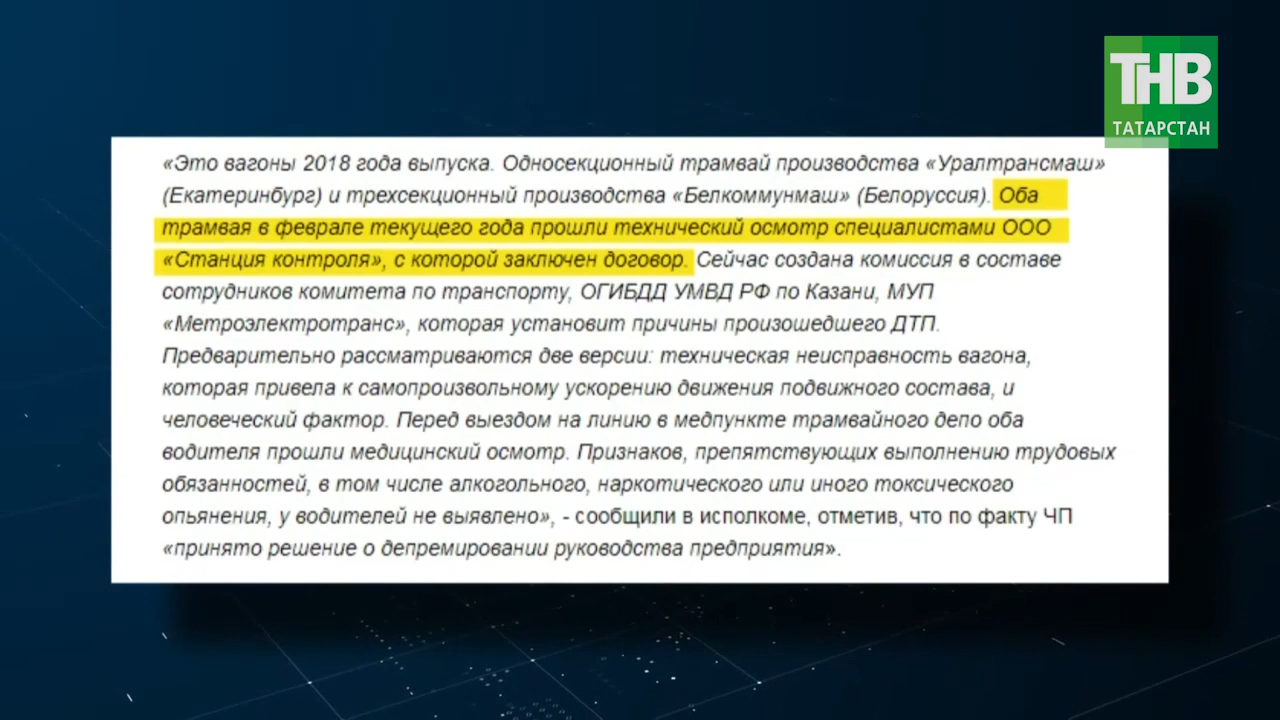 ТНВ
ТАТАРСТАН
«Это вагоны 2018 года выпуска. Односекционный трамвай производства «Уралтрансмаш»
(Екатеринбург) и трехсекционный производства «Белкоммунмаш» (Белоруссия). Оба
трамвая в феврале текущего года прошли технический осмотр специалистами ООО
«Станция контроля», с которой заключен договор. Сейчас создана комиссия в составе
сотрудников комитета по транспорту, ОГИБДД УМВД РФ по Казани, МУП
«Метроэлектротранс», которая установит причины произошедшего ДТП.
Предварительно рассматриваются две версии: техническая неисправность вагона,
которая привела к самопроизвольному ускорению движения подвижного состава, и
человеческий фактор. Перед выездом на линию в медпункте трамвайного депо оба
водителя прошли медицинский осмотр. Признаков, препятствующих выполнению трудовых
обязанностей, в том числе алкогольного, наркотического или иного токсического
опьянения, у водителей не выявлено», - сообщили в исполкоме, отметив, что по факту ЧП
«принято решение о депремировании руководства предприятия».